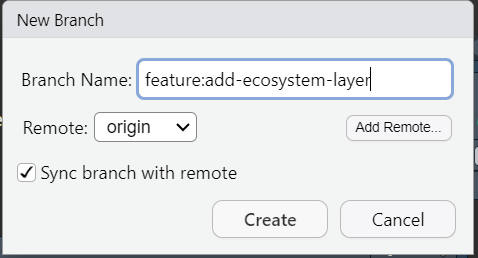 New Branch
Branch Name: feature:add-ecosystem-layer
Remote: origin Add Remote...
Sync branch with remote
Create Cancel